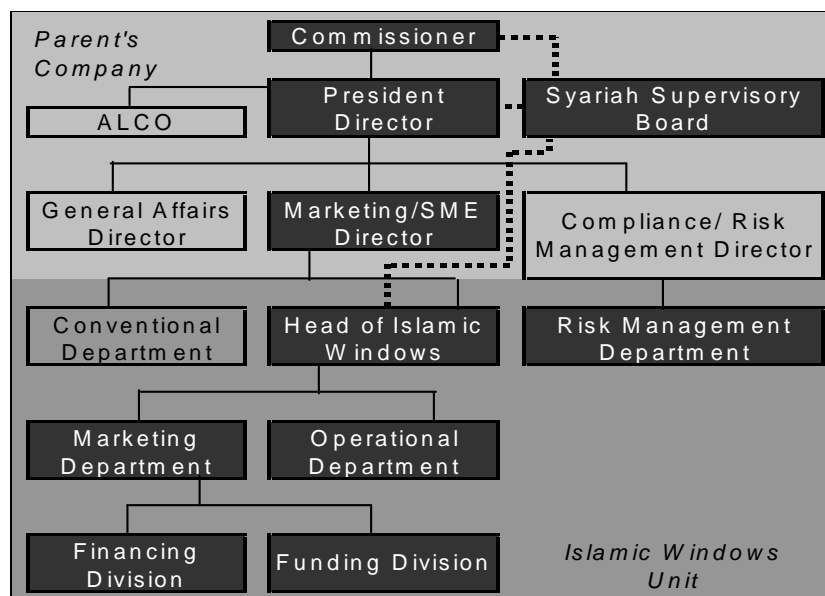 Parent's
Company
Commissioner
President
Director
Syariah Supervisory
Board
ALCO
General Affairs
Director
Marketing/SME
Director
Compliance/ Risk
Management Director
Conventional
Department
Head of Islamic
Windows
Risk Management
Department
Marketing
Department
Operational
Department
Financing
Division
Funding Division
Islamic Windows
Unit